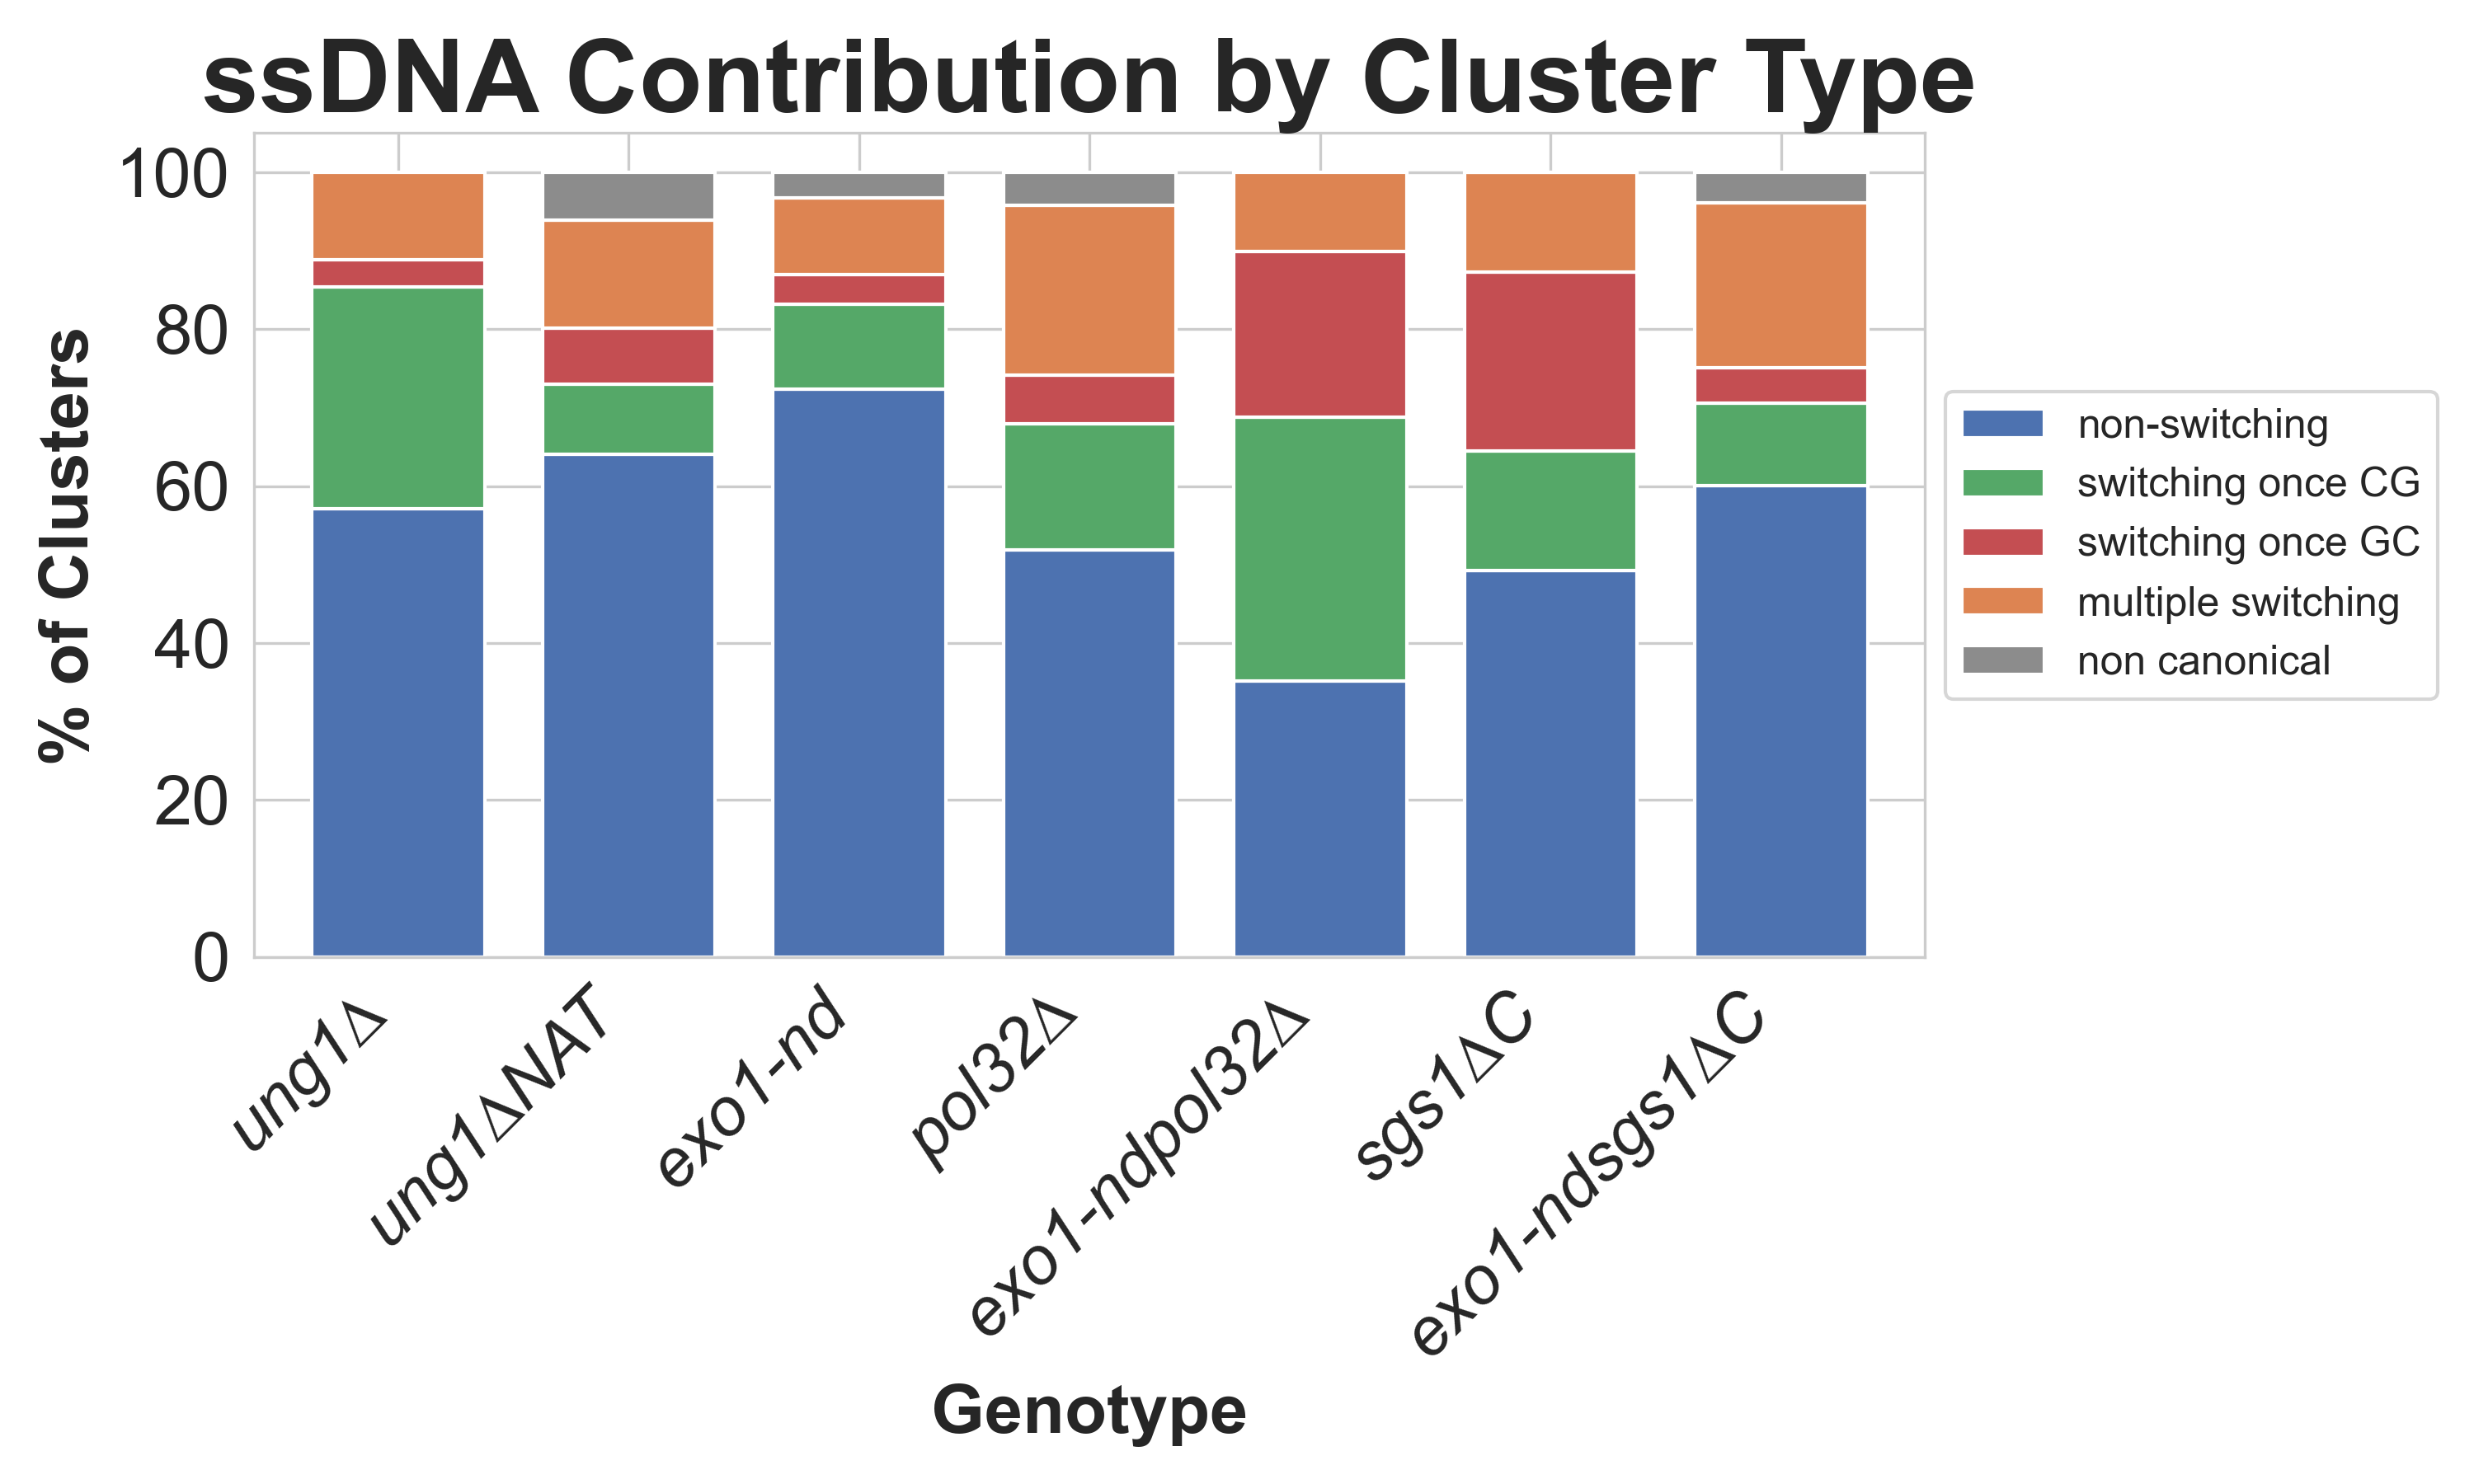 ssDNA Contribution by Cluster Type
% of Clusters
100
80
60
40
20
0
ung1Δ
ung1ΔNAT
exo1-nd
pol32Δ
exo1-ndpol32Δ
sgs1ΔC
exo1-ndsgs1ΔC
Genotype
non-switching
switching once CG
switching once GC
multiple switching
non canonical